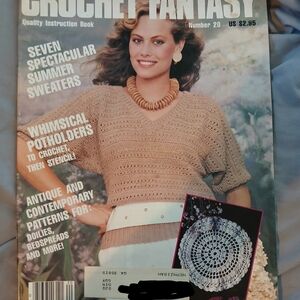 CROCHET FANTASY
Quality Instruction Book
Number 20
US $2.95
SEVEN
SPECTACULAR
SUMMER
SWEATERS
WHIMSICAL
POTHOLDERS
TO CROCHET,
THEN STENCIL!
ANTIQUE AND
CONTEMPORARY
PATTERNS FOR:
DOILIES,
BEDSPREADS
AND MORE!